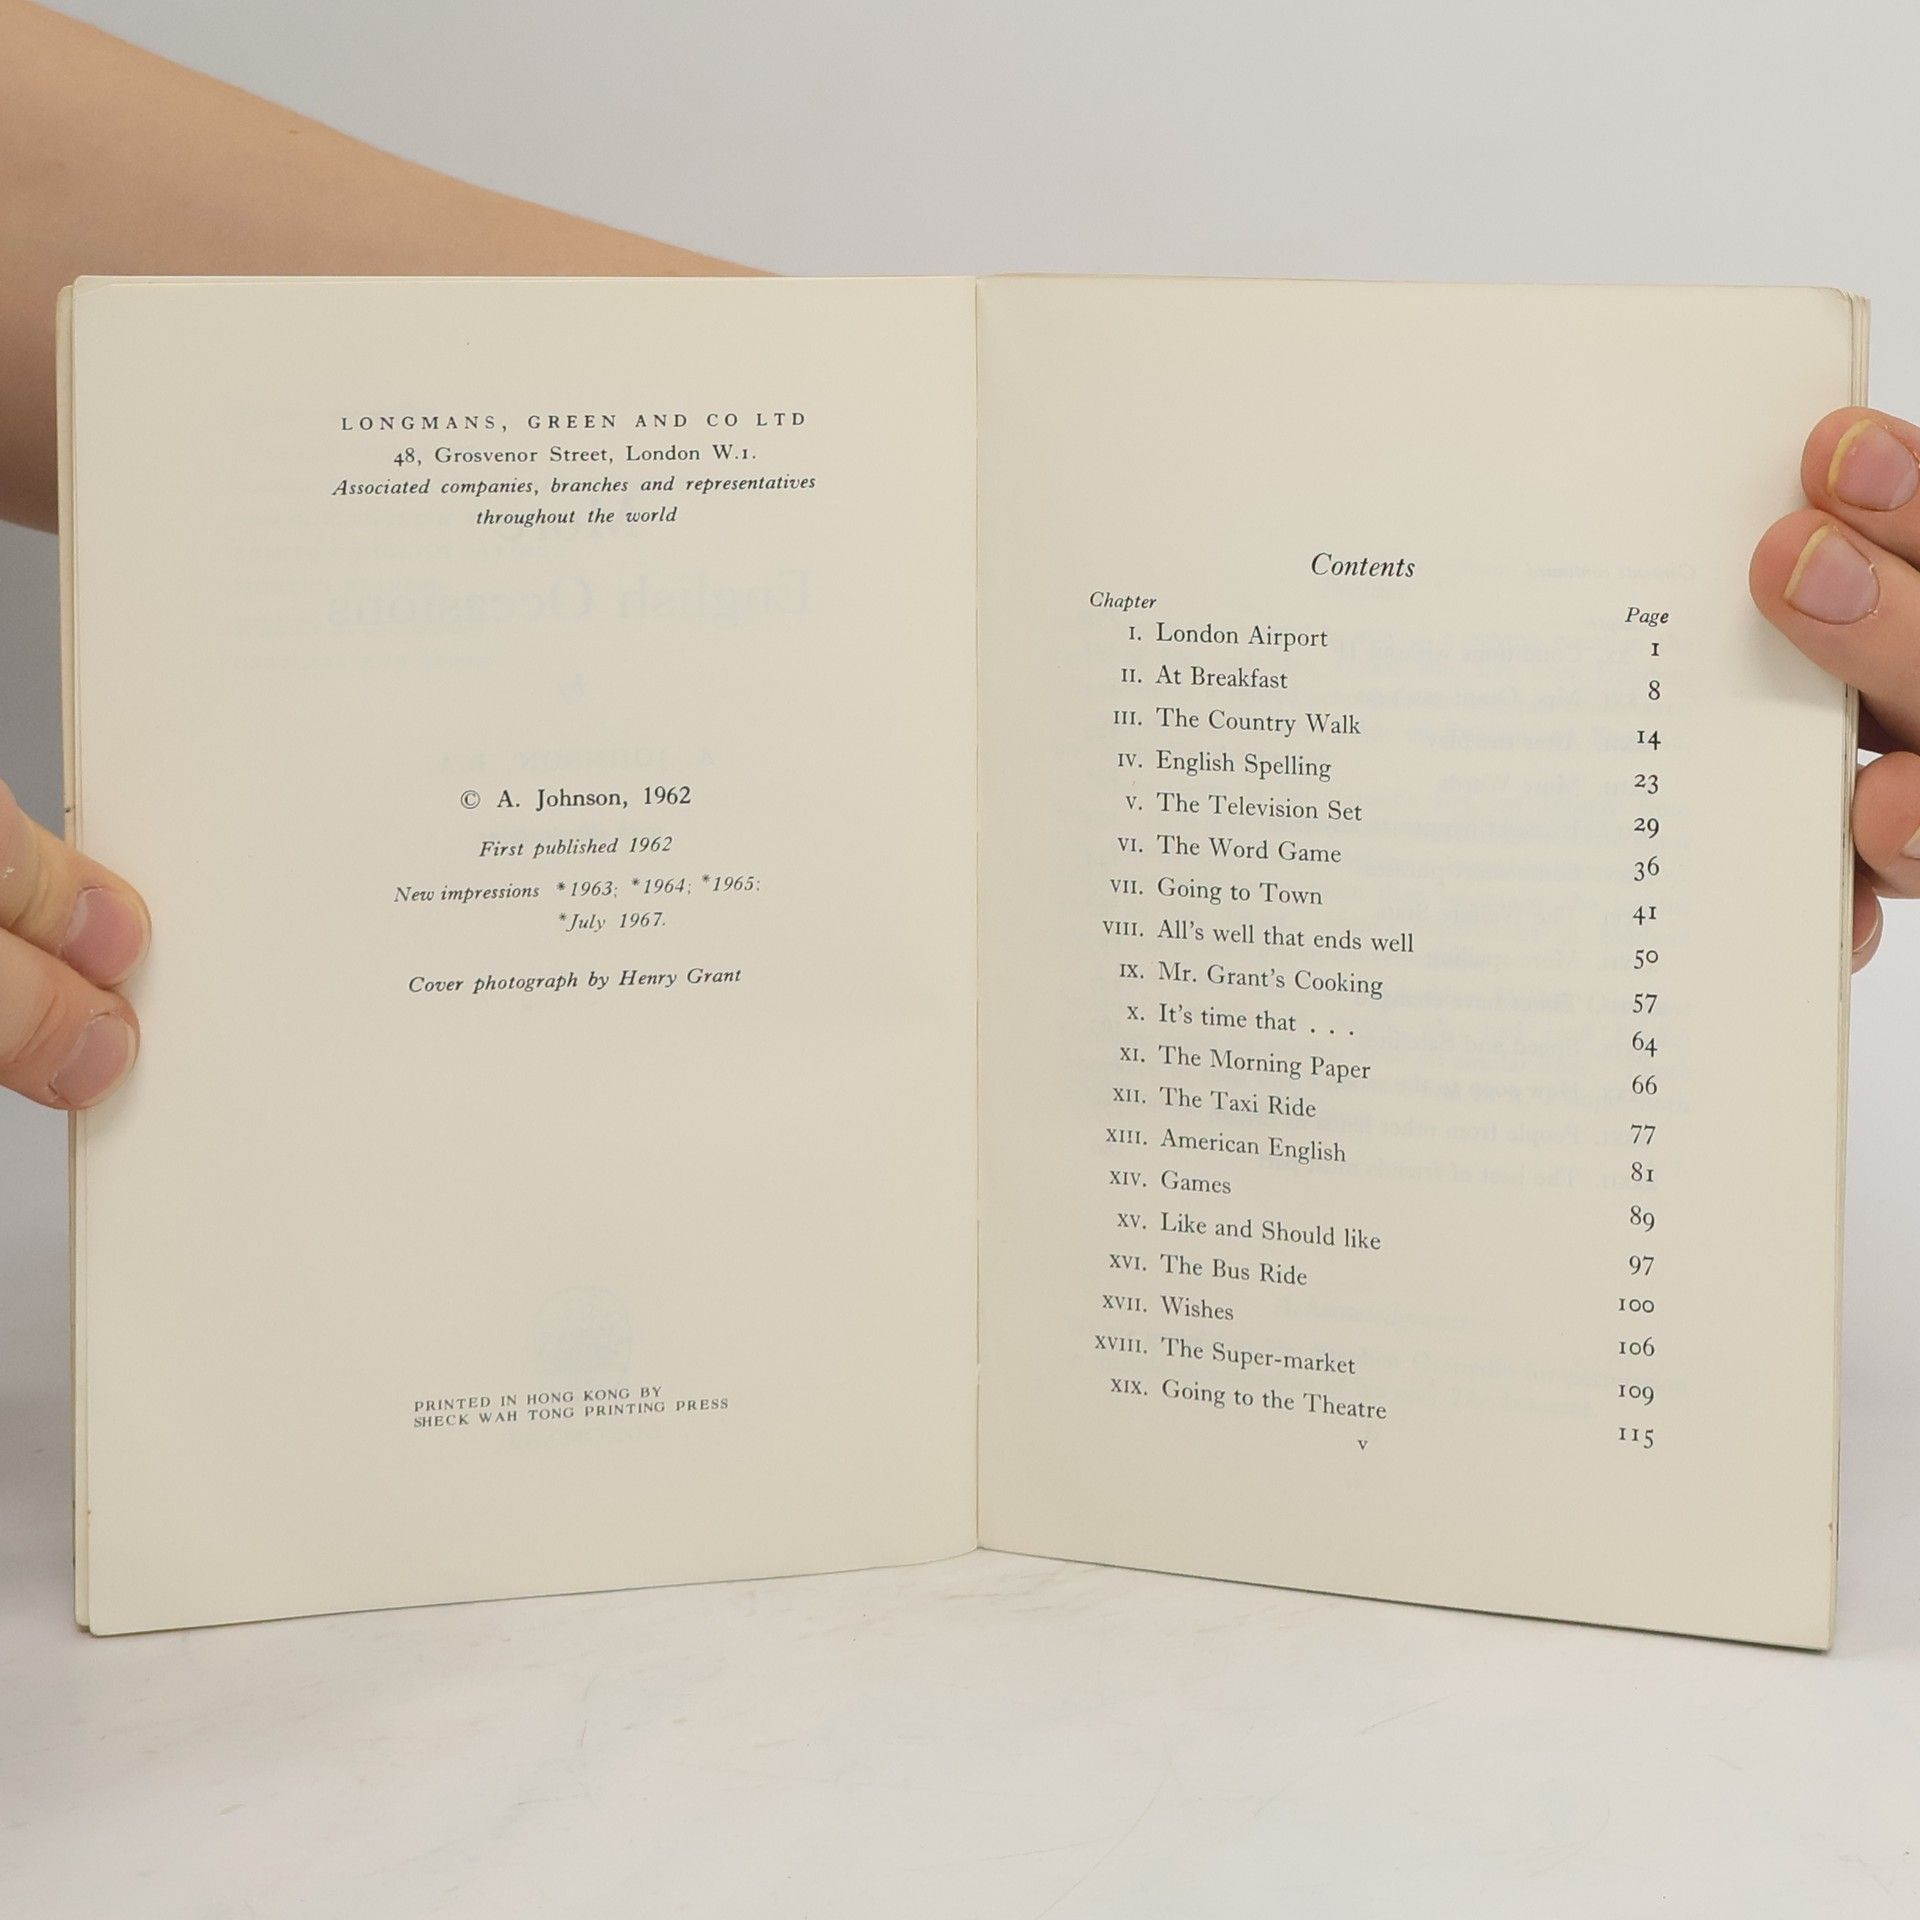 LONGMANS, GREEN AND CO LTD
48, Grosvenor Street, London W.1.
Associated companies, branches and representatives
throughout the world
© A. Johnson, 1962
First published 1962
New impressions *1963; *1964; *1965;
*July 1967.
Cover photograph by Henry Grant
PRINTED IN HONG KONG BY
SHECK WAH TONG PRINTING PRESS
Contents
Chapter Page
I. London Airport 1
II. At Breakfast 8
III. The Country Walk 14
IV. English Spelling 23
V. The Television Set 29
VI. The Word Game 36
VII. Going to Town 41
VIII. All's well that ends well 50
IX. Mr. Grant's Cooking 57
X. It's time that . . . 64
XI. The Morning Paper 66
XII. The Taxi Ride 77
XIII. American English 81
XIV. Games 89
XV. Like and Should like 97
XVI. The Bus Ride 100
XVII. Wishes 106
XVIII. The Super-market 109
XIX. Going to the Theatre 115
v